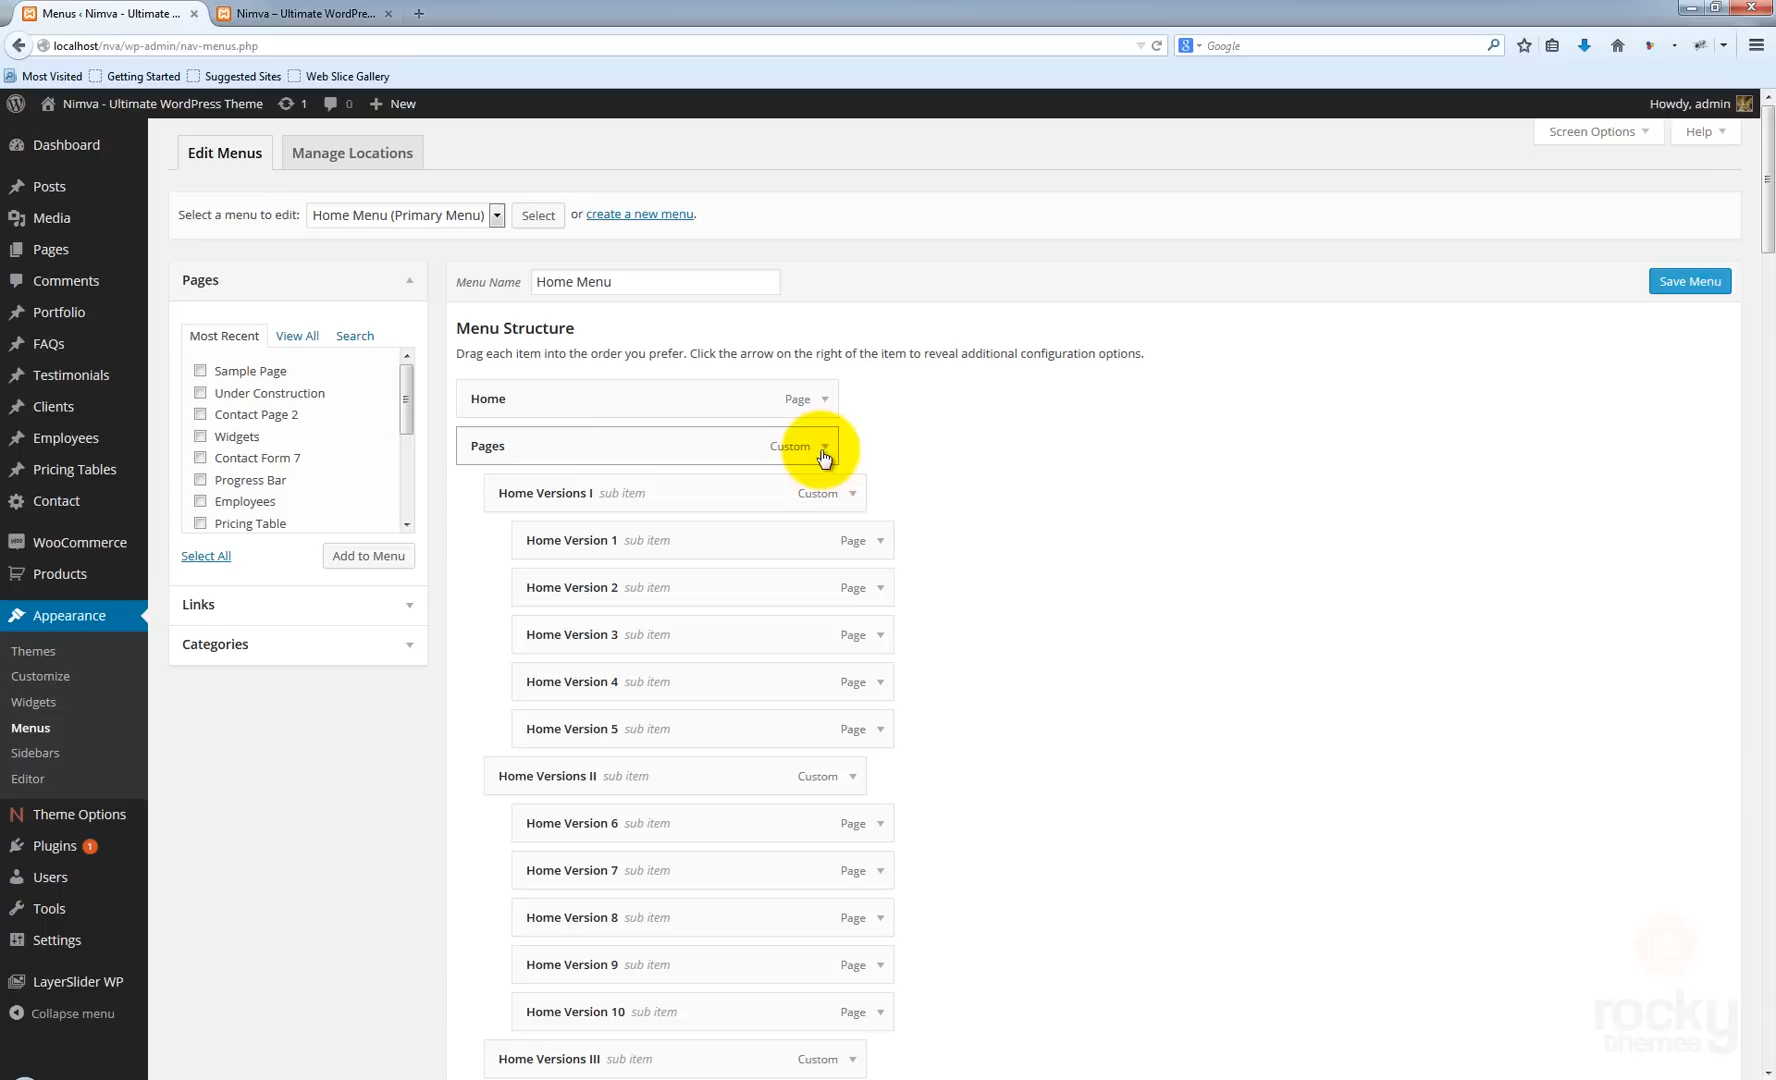 Menus ‹ Nimva - Ultimate ...
Nimva – Ultimate WordPre...
localhost/nva/wp-admin/nav-menus.php
Google
Most Visited
Getting Started
Suggested Sites
Web Slice Gallery
Nimva - Ultimate WordPress Theme
1
0
New
Howdy, admin
Screen Options
Help
Dashboard
Posts
Media
Pages
Comments
Portfolio
FAQs
Testimonials
Clients
Employees
Pricing Tables
Contact
WooCommerce
Products
Appearance
Themes
Customize
Widgets
Menus
Sidebars
Editor
Theme Options
Plugins 1
Users
Tools
Settings
LayerSlider WP
Collapse menu
Edit Menus
Manage Locations
Select a menu to edit: Home Menu (Primary Menu) Select or create a new menu.
Pages
Most Recent View All Search
Sample Page
Under Construction
Contact Page 2
Widgets
Contact Form 7
Progress Bar
Employees
Pricing Table
Select All
Add to Menu
Links
Categories
Menu Name Home Menu
Save Menu
Menu Structure
Drag each item into the order you prefer. Click the arrow on the right of the item to reveal additional configuration options.
Home Page
Pages Custom
Home Versions I sub item Custom
Home Version 1 sub item Page
Home Version 2 sub item Page
Home Version 3 sub item Page
Home Version 4 sub item Page
Home Version 5 sub item Page
Home Versions II sub item Custom
Home Version 6 sub item Page
Home Version 7 sub item Page
Home Version 8 sub item Page
Home Version 9 sub item Page
Home Version 10 sub item Page
Home Versions III sub item Custom
rocky
themes